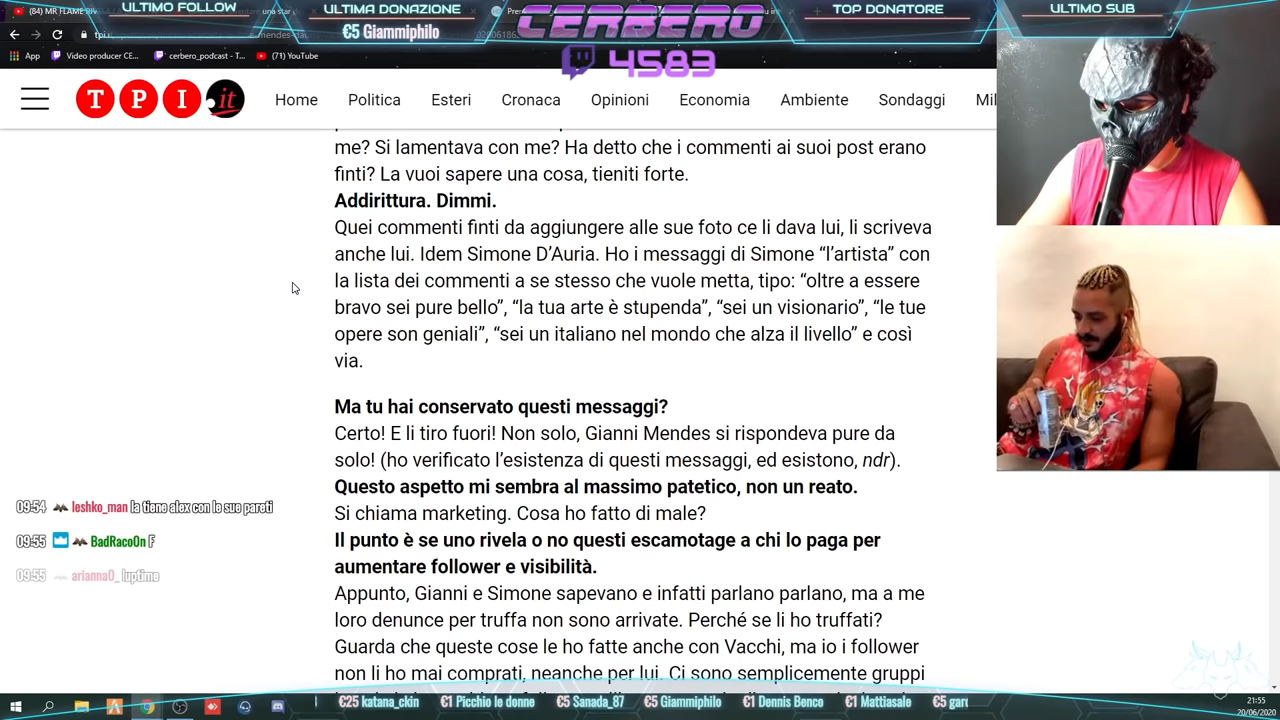 ULTIMO FOLLOW
ULTIMA DONAZIONE
€5 Giammiphilo
CERBERO
4583
TOP DONATORE
ULTIMO SUB
(84) MR FLAME
App
Video producer CE...
cerbero_podcast - T...
(71) YouTube
TPI.it
Home
Politica
Esteri
Cronaca
Opinioni
Economia
Ambiente
Sondaggi
me? Si lamentava con me? Ha detto che i commenti ai suoi post erano
finti? La vuoi sapere una cosa, tieniti forte.
Addirittura. Dimmi.
Quei commenti finti da aggiungere alle sue foto ce li dava lui, li scriveva
anche lui. Idem Simone D’Auria. Ho i messaggi di Simone “l’artista” con
la lista dei commenti a se stesso che vuole metta, tipo: “oltre a essere
bravo sei pure bello”, “la tua arte è stupenda”, “sei un visionario”, “le tue
opere son geniali”, “sei un italiano nel mondo che alza il livello” e così
via.
Ma tu hai conservato questi messaggi?
Certo! E li tiro fuori! Non solo, Gianni Mendes si rispondeva pure da
solo! (ho verificato l’esistenza di questi messaggi, ed esistono, ndr).
Questo aspetto mi sembra al massimo patetico, non un reato.
Si chiama marketing. Cosa ho fatto di male?
Il punto è se uno rivela o no questi escamotage a chi lo paga per
aumentare follower e visibilità.
Appunto, Gianni e Simone sapevano e infatti parlano parlano, ma a me
loro denunce per truffa non sono arrivate. Perché se li ho truffati?
Guarda che queste cose le ho fatte anche con Vacchi, ma io i follower
non li ho mai comprati, neanche per lui. Ci sono semplicemente gruppi
09:54 leshko_man la tiene alex con le sue pareti
09:55 BadRaco0n F
09:55 arianna0_ luptimo
€25 katana_ckin €1 Picchio le donne €5 Sanada_87 €5 Giammiphilo €1 Dennis Benco €1 Mattiasale €5
21:55
20/06/2020